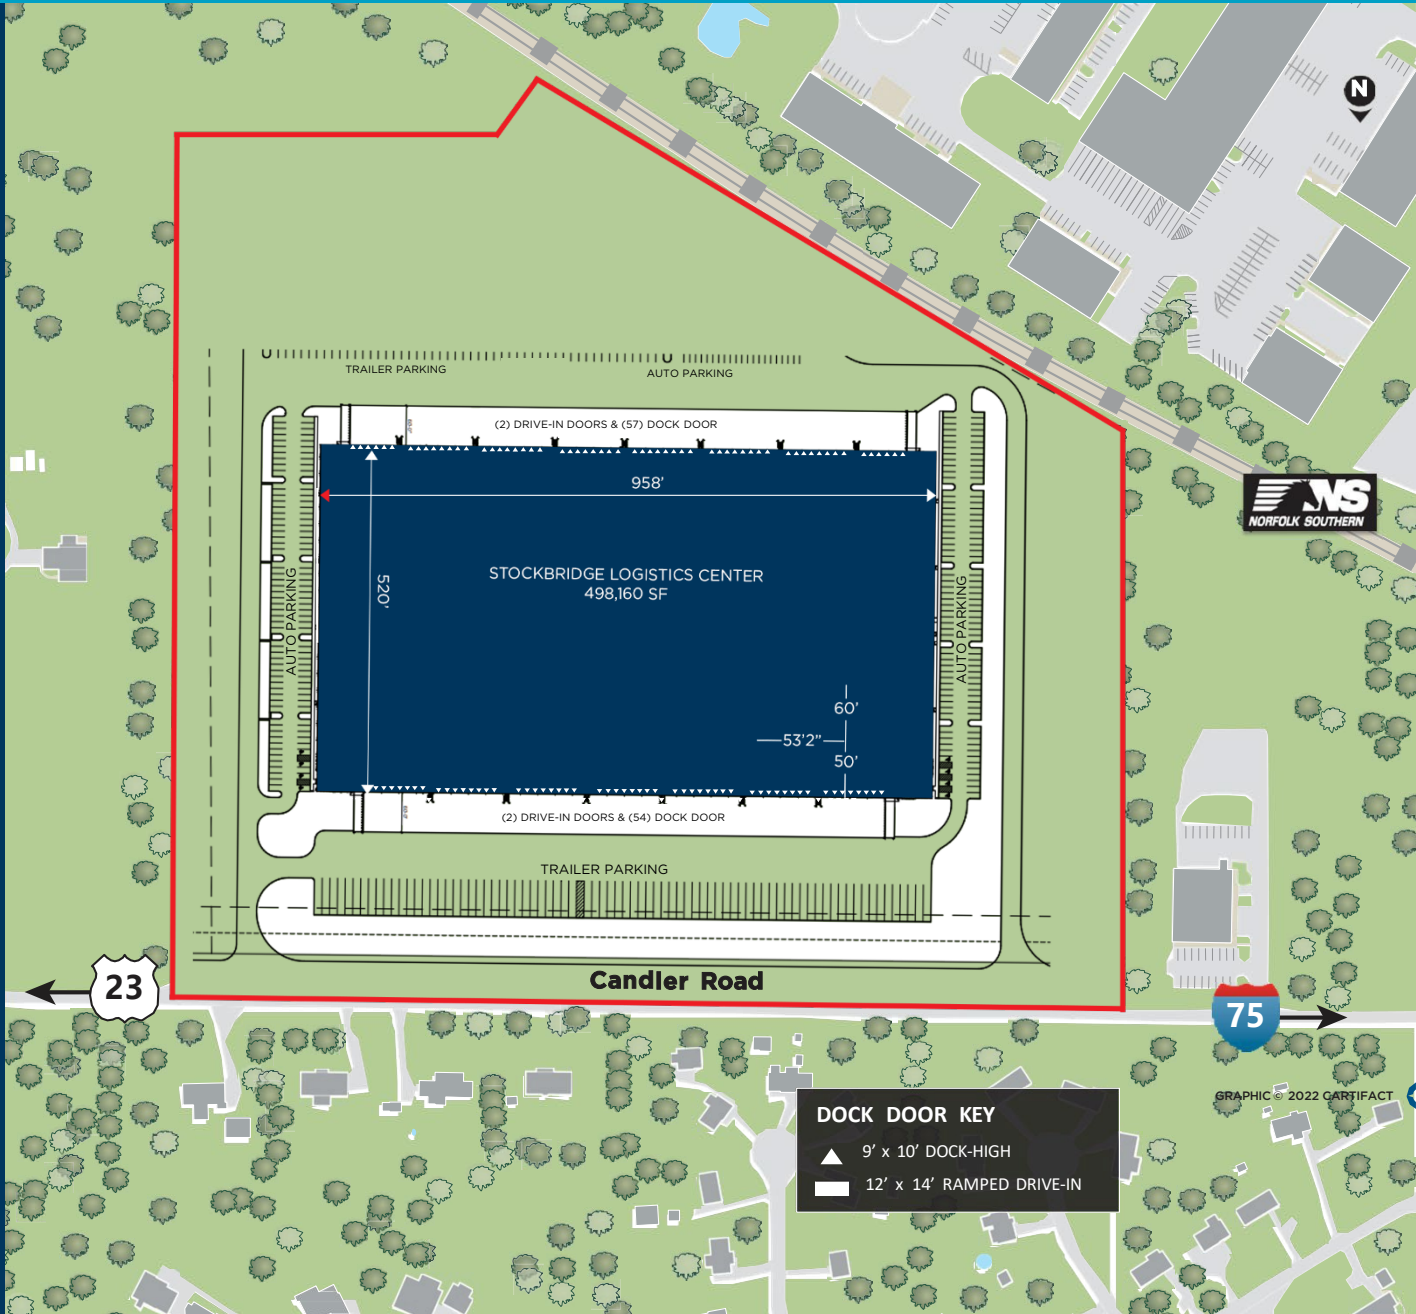 N
TRAILER PARKING
AUTO PARKING
(2) DRIVE-IN DOORS & (57) DOCK DOOR
958’
NS
NORFOLK SOUTHERN
STOCKBRIDGE LOGISTICS CENTER
498,160 SF
520’
AUTO PARKING
AUTO PARKING
60’
53’2”
50’
(2) DRIVE-IN DOORS & (54) DOCK DOOR
TRAILER PARKING
Candler Road
23
75
GRAPHIC © 2022 CARTIFACT
DOCK DOOR KEY
9’ x 10’ DOCK-HIGH
12’ x 14’ RAMPED DRIVE-IN